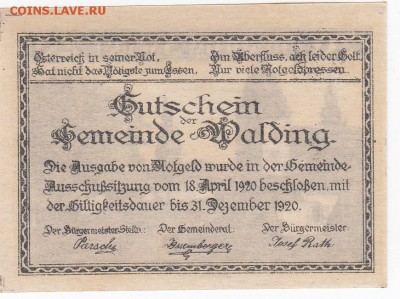 COINS.LAVE.RU
Österreich in seiner Not,
Hat nicht das Nötigste zum Essen,
Im Überfluss, ach leider Gott,
Nur viele Notgeldpressen.
Gutschein
der
Gemeinde Walding.
Die Ausgabe von Notgeld wurde in der Gemeinde-
Ausschußsitzung vom 18. April 1920 beschloßen, mit
der Gültigkeitsdauer bis 31. Dezember 1920.
Der Bürgermeister-Stellv.: Der Gemeinderat: Der Bürgermeister
Josef Rath